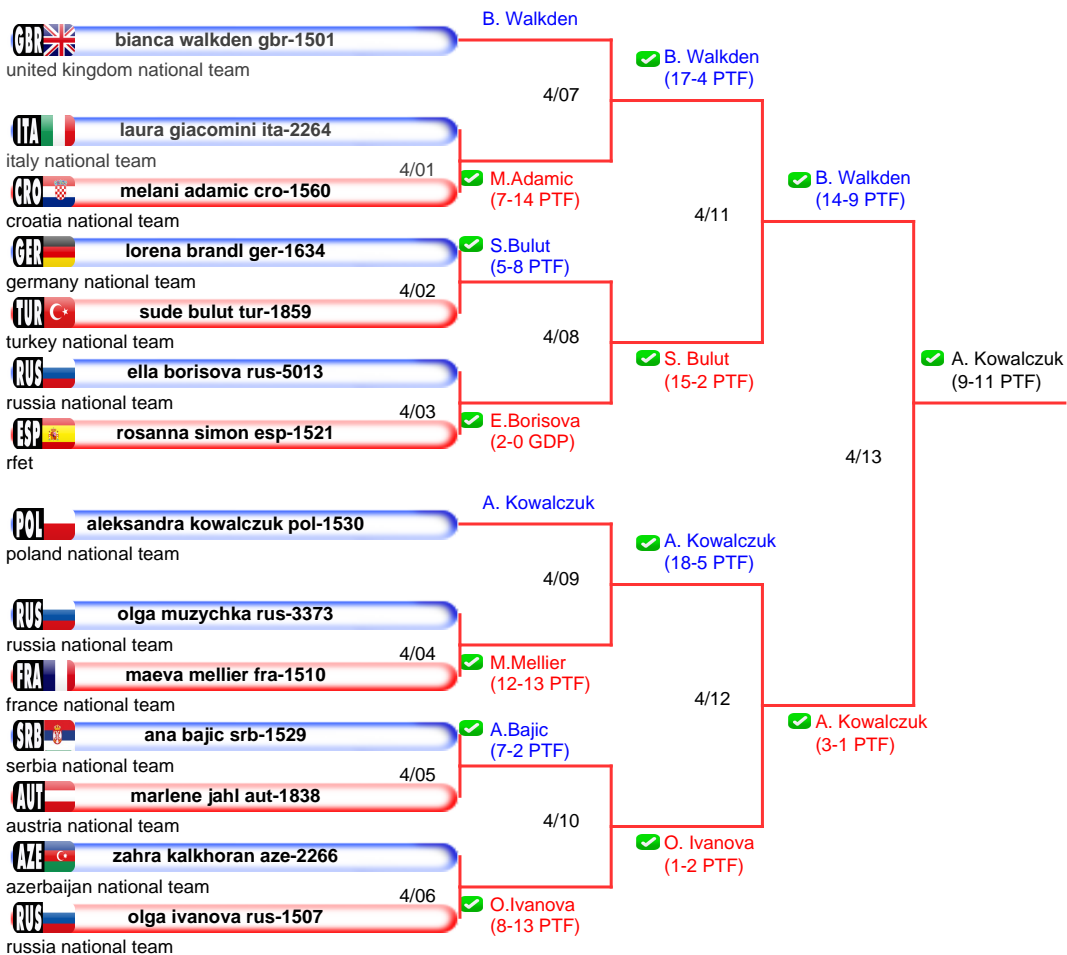 B. Walkden
GBR bianca walkden gbr-1501
united kingdom national team
B. Walkden
(17-4 PTF)
4/07
ITA laura giacomini ita-2264
italy national team
4/01
CRO melani adamic cro-1560
croatia national team
M.Adamic
(7-14 PTF)
B. Walkden
(14-9 PTF)
4/11
GER lorena brandl ger-1634
germany national team
S.Bulut
(5-8 PTF)
4/02
TUR sude bulut tur-1859
turkey national team
4/08
RUS ella borisova rus-5013
russia national team
S. Bulut
(15-2 PTF)
A. Kowalczuk
(9-11 PTF)
4/03
ESP rosanna simon esp-1521
rfet
E.Borisova
(2-0 GDP)
4/13
A. Kowalczuk
POL aleksandra kowalczuk pol-1530
poland national team
A. Kowalczuk
(18-5 PTF)
4/09
RUS olga muzychka rus-3373
russia national team
4/04
FRA maeva mellier fra-1510
france national team
M.Mellier
(12-13 PTF)
4/12
SRB ana bajic srb-1529
serbia national team
A.Bajic
(7-2 PTF)
A. Kowalczuk
(3-1 PTF)
4/05
AUT marlene jahl aut-1838
austria national team
4/10
AZE zahra kalkhoran aze-2266
azerbaijan national team
O. Ivanova
(1-2 PTF)
4/06
RUS olga ivanova rus-1507
russia national team
O.Ivanova
(8-13 PTF)